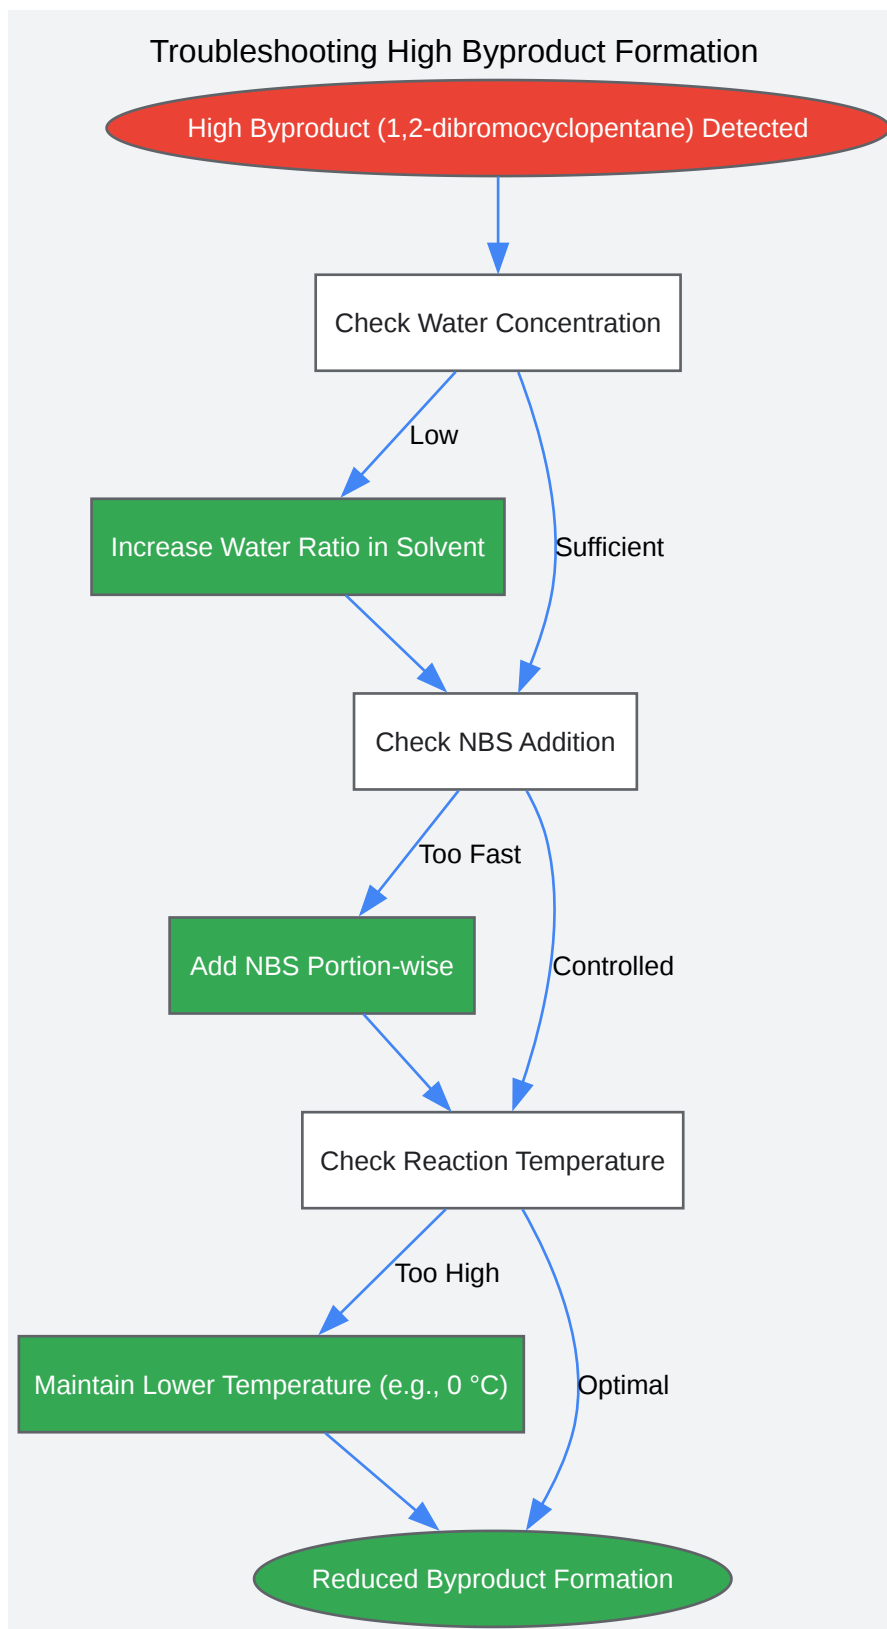 Troubleshooting High Byproduct Formation
High Byproduct (1,2-dibromocyclopentane) Detected
Check Water Concentration
Low
Increase Water Ratio in Solvent
Sufficient
Check NBS Addition
Too Fast
Add NBS Portion-wise
Controlled
Check Reaction Temperature
Too High
Maintain Lower Temperature (e.g., 0 °C)
Optimal
Reduced Byproduct Formation